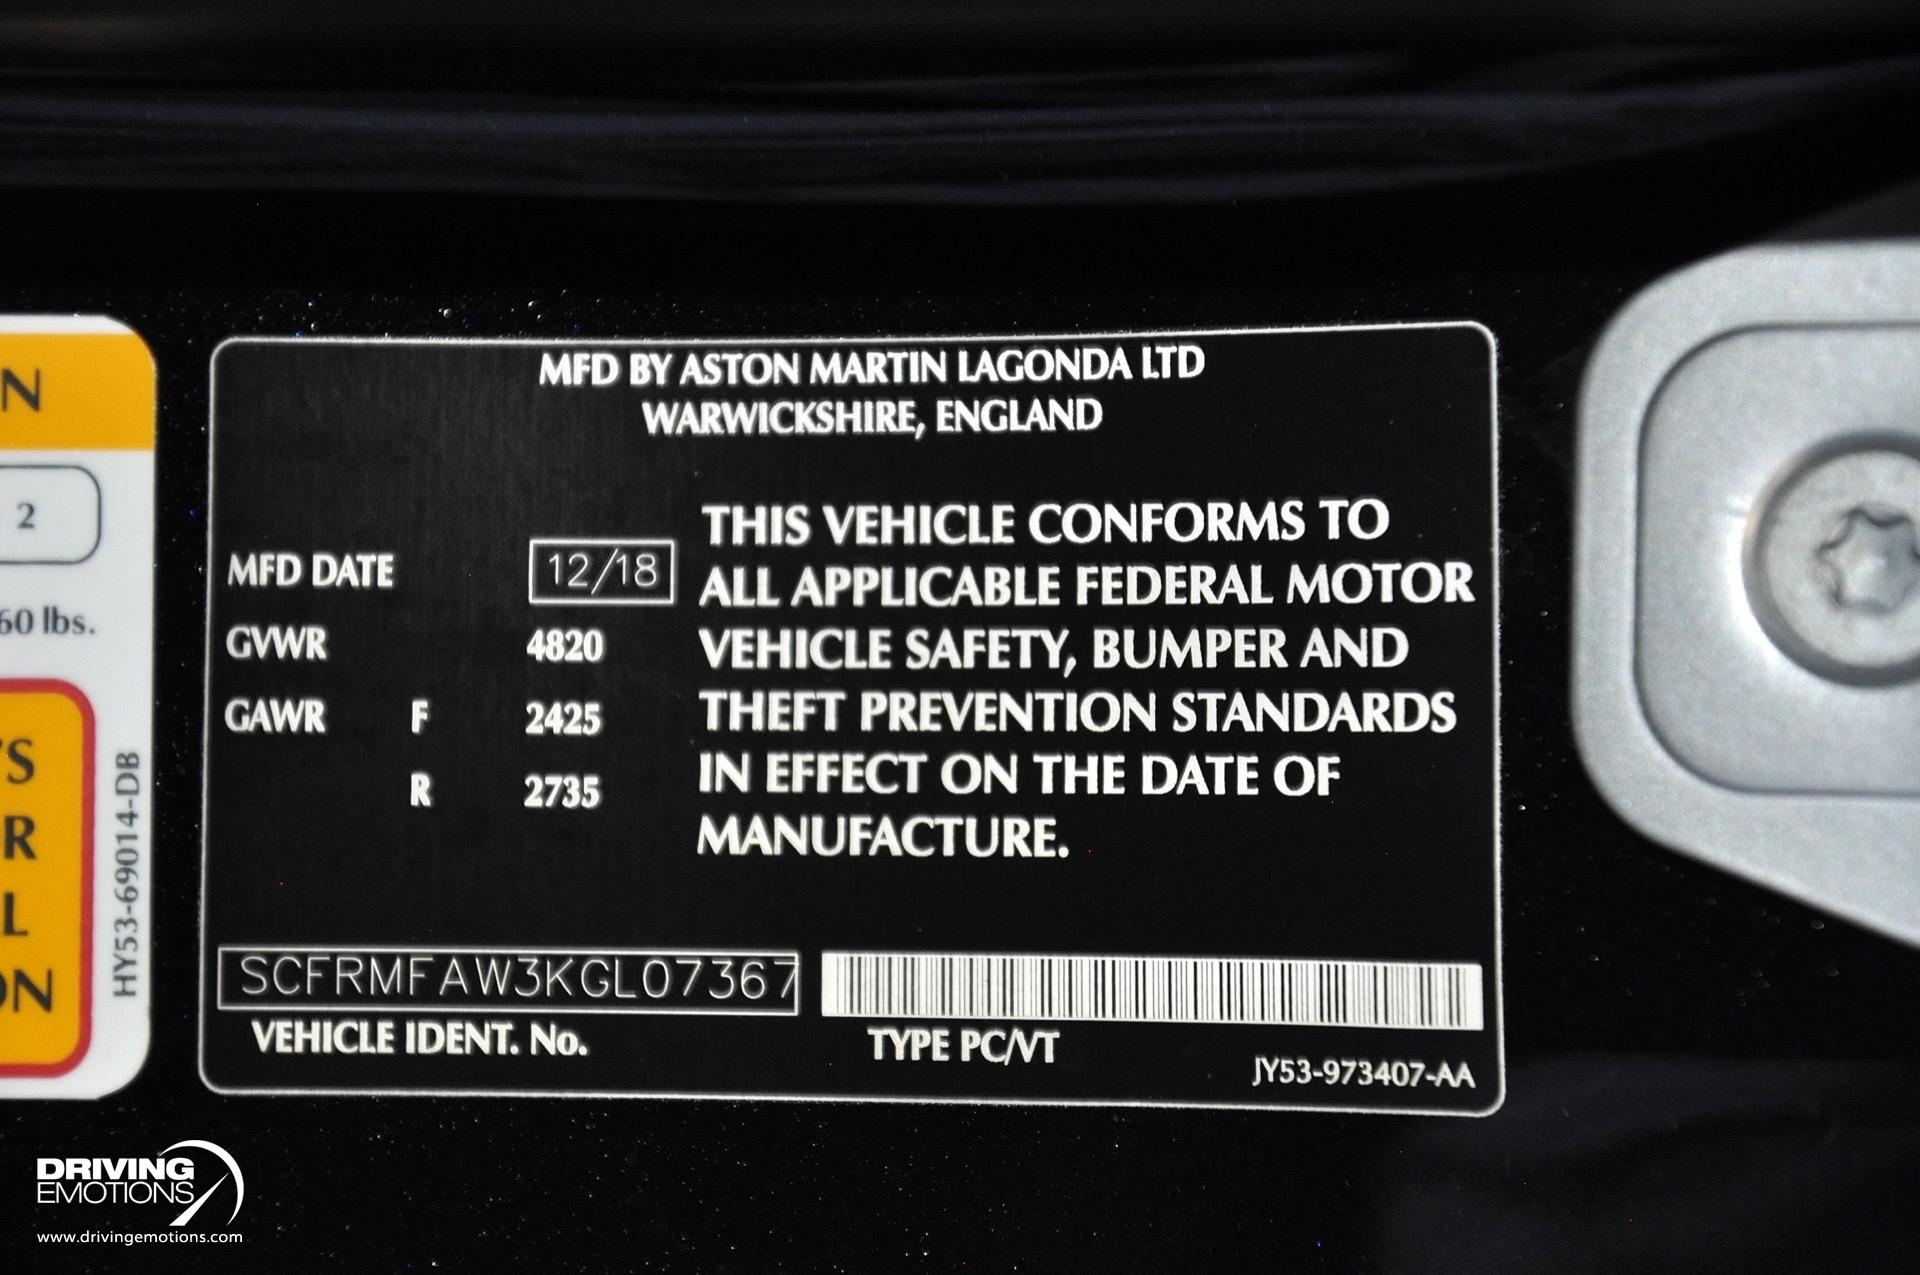 N
2
60 lbs.
'S
R
L
ON
HY53-69014-DB
MFD BY ASTON MARTIN LAGONDA LTD
WARWICKSHIRE, ENGLAND
MFD DATE 12/18
GVWR 4820
GAWR F 2425
R 2735
THIS VEHICLE CONFORMS TO
ALL APPLICABLE FEDERAL MOTOR
VEHICLE SAFETY, BUMPER AND
THEFT PREVENTION STANDARDS
IN EFFECT ON THE DATE OF
MANUFACTURE.
SCFRMFAW3KGL07367
VEHICLE IDENT. No.
TYPE PC/VT
JY53-973407-AA
DRIVING
EMOTIONS
www.drivingemotions.com